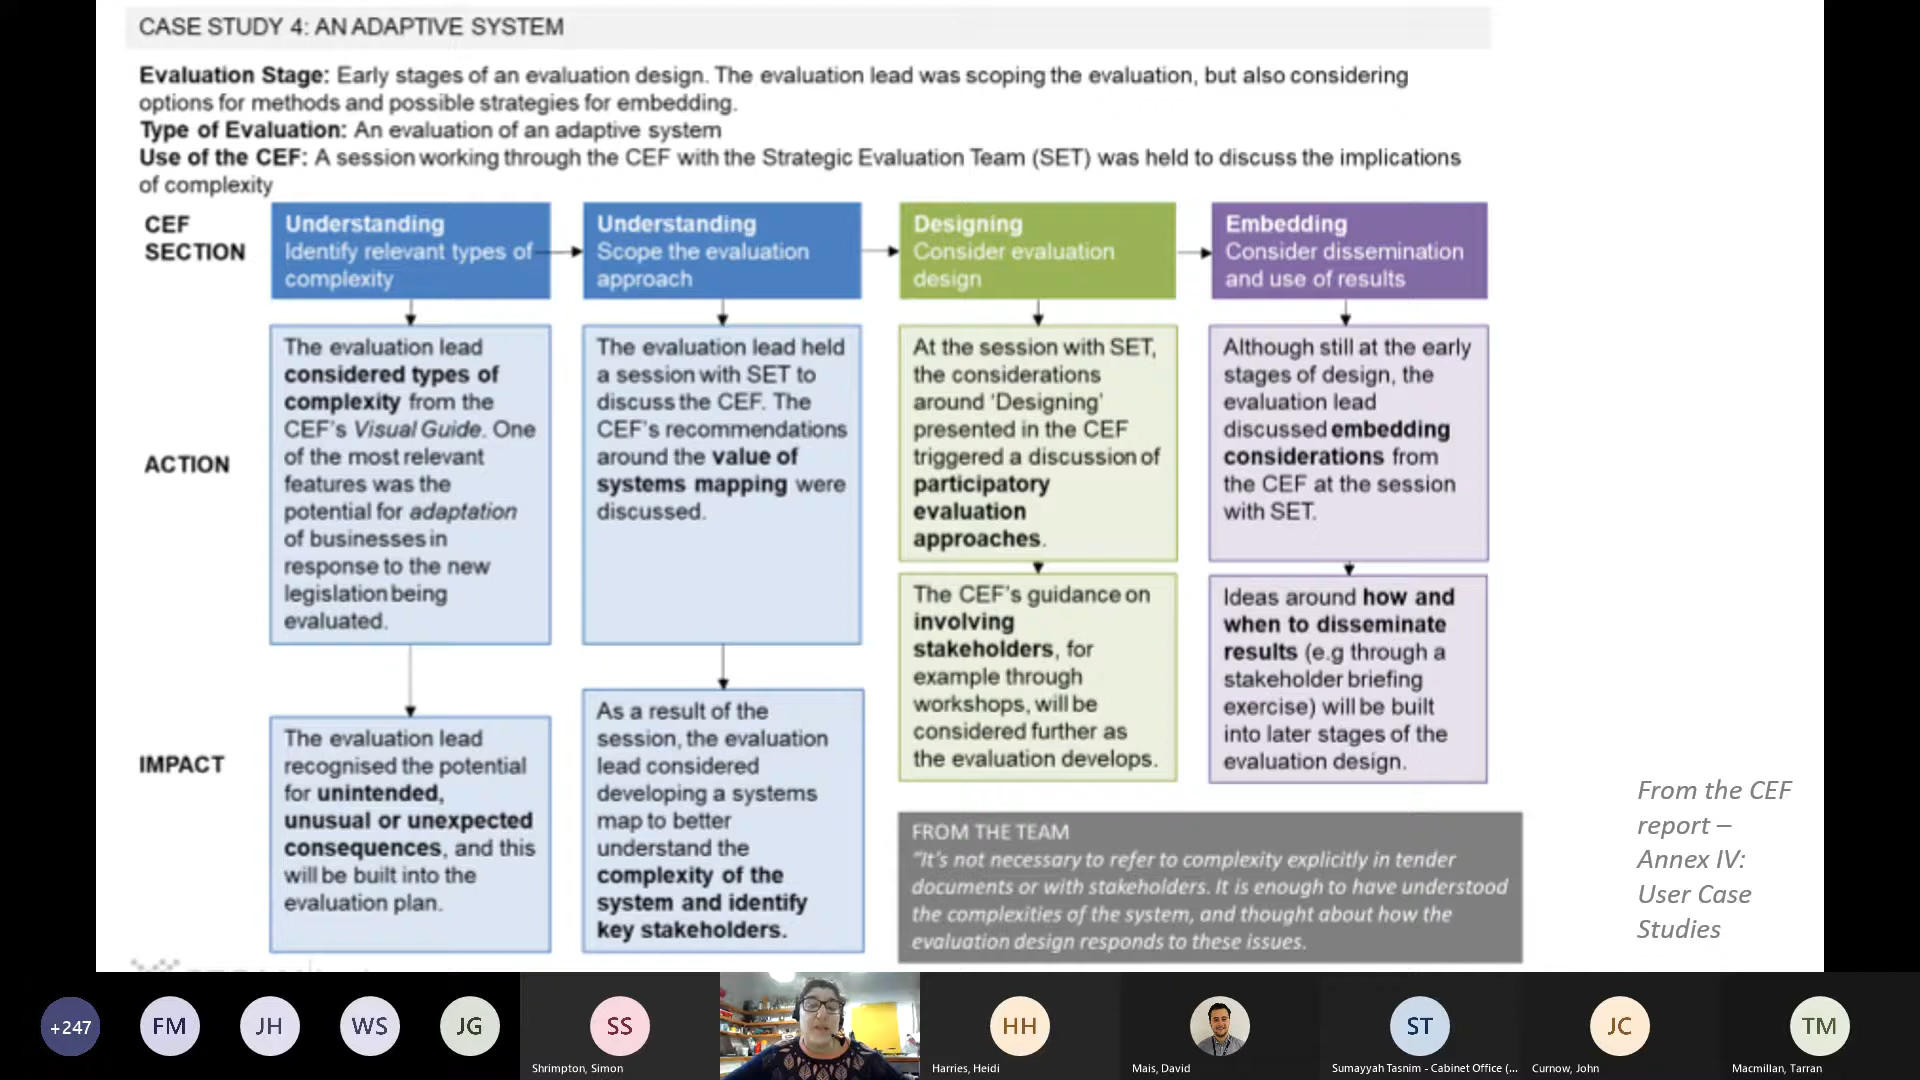 CASE STUDY 4: AN ADAPTIVE SYSTEM
Evaluation Stage: Early stages of an evaluation design. The evaluation lead was scoping the evaluation, but also considering
options for methods and possible strategies for embedding.
Type of Evaluation: An evaluation of an adaptive system
Use of the CEF: A session working through the CEF with the Strategic Evaluation Team (SET) was held to discuss the implications
of complexity
CEF
SECTION
Understanding
Identify relevant types of
complexity
Understanding
Scope the evaluation
approach
Designing
Consider evaluation
design
Embedding
Consider dissemination
and use of results
ACTION
The evaluation lead
considered types of
complexity from the
CEF's Visual Guide. One
of the most relevant
features was the
potential for adaptation
of businesses in
response to the new
legislation being
evaluated.
The evaluation lead held
a session with SET to
discuss the CEF. The
CEF's recommendations
around the value of
systems mapping were
discussed.
At the session with SET,
the considerations
around 'Designing'
presented in the CEF
triggered a discussion of
participatory
evaluation
approaches.
Although still at the early
stages of design, the
evaluation lead
discussed embedding
considerations from
the CEF at the session
with SET.
IMPACT
The evaluation lead
recognised the potential
for unintended,
unusual or unexpected
consequences, and this
will be built into the
evaluation plan.
As a result of the
session, the evaluation
lead considered
developing a systems
map to better
understand the
complexity of the
system and identify
key stakeholders.
The CEF's guidance on
involving
stakeholders, for
example through
workshops, will be
considered further as
the evaluation develops.
Ideas around how and
when to disseminate
results (e.g through a
stakeholder briefing
exercise) will be built
into later stages of the
evaluation design.
FROM THE TEAM
"It's not necessary to refer to complexity explicitly in tender
documents or with stakeholders. It is enough to have understood
the complexities of the system, and thought about how the
evaluation design responds to these issues.
From the CEF
report –
Annex IV:
User Case
Studies
+247
FM
JH
WS
JG
SS
Shrimpton, Simon
HH
Harries, Heidi
Mais, David
ST
Sumayyah Tasnim - Cabinet Office (...
JC
Curnow, John
TM
Macmillan, Tarran